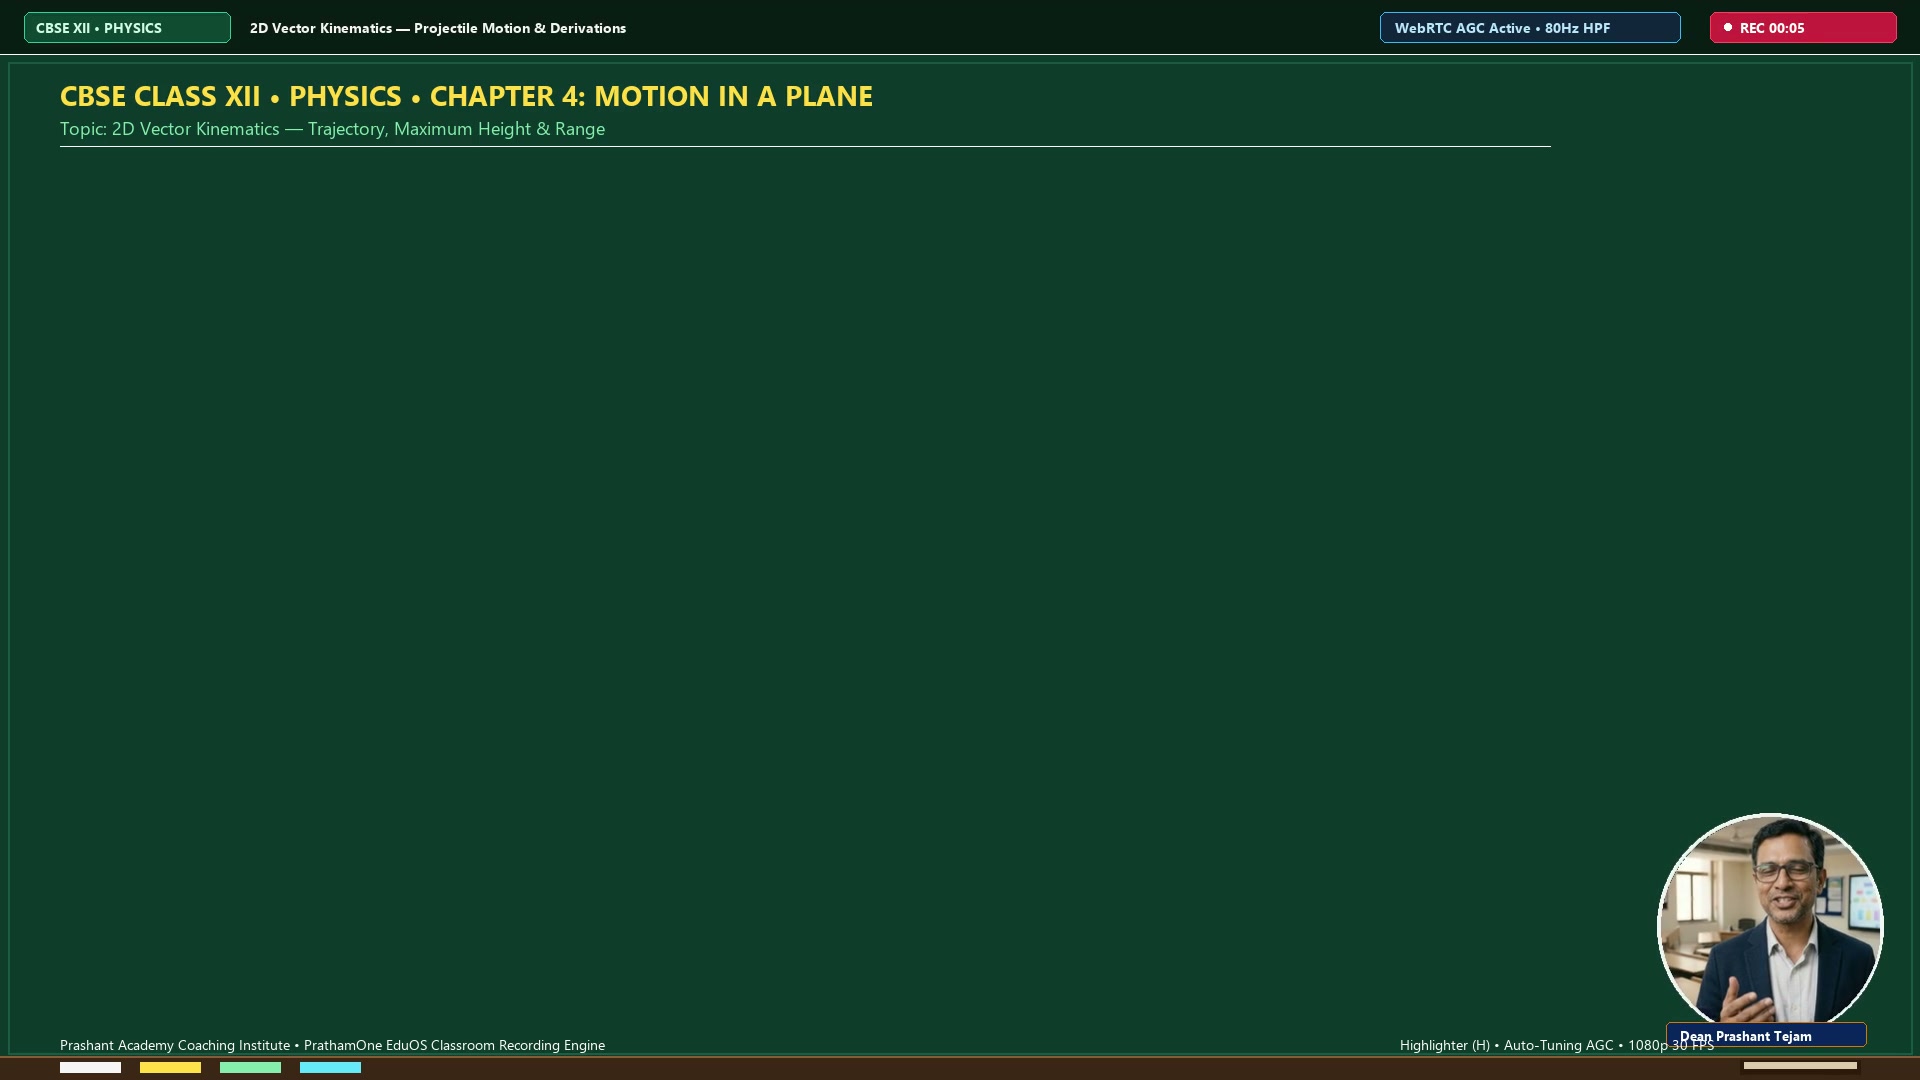 CBSE XII • PHYSICS
2D Vector Kinematics — Projectile Motion & Derivations
WebRTC AGC Active • 80Hz HPF
REC 00:05
CBSE CLASS XII • PHYSICS • CHAPTER 4: MOTION IN A PLANE
Topic: 2D Vector Kinematics — Trajectory, Maximum Height & Range
Dean Prashant Tejam
Prashant Academy Coaching Institute • PrathamOne EduOS Classroom Recording Engine
Highlighter (H) • Auto-Tuning AGC • 1080p 30 FPS